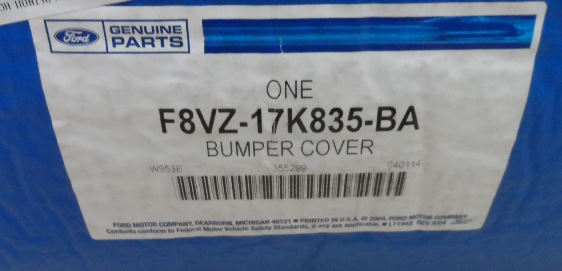 Ford
GENUINE
PARTS
ONE
F8VZ-17K835-BA
BUMPER COVER
W953B 355299 040114
FORD MOTOR COMPANY, DEARBORN, MICHIGAN 48121 ■ PRINTED IN U.S.A. © 2004, FORD MOTOR COMPANY
Contents conform to Federal Motor Vehicle Safety Standards, if any are applicable. ■